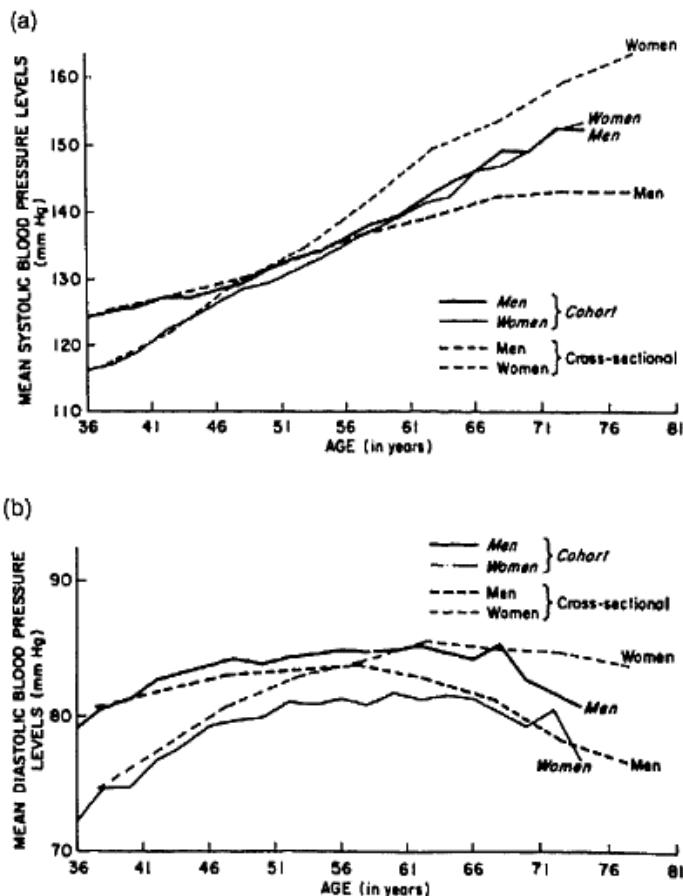 (a)
MEAN SYSTOLIC BLOOD PRESSURE LEVELS
(mm Hg)
160
150
140
130
120
110
Women
Women
Men
Men
Men
Women
Cohort
Men
Women
Cross-sectional
36 41 46 51 56 61 66 71 76 81
AGE (in years)
(b)
MEAN DIASTOLIC BLOOD PRESSURE
LEVELS (mm Hg)
90
80
70
Men
Women
Cohort
Men
Women
Cross-sectional
Women
Men
Women
Men
36 41 46 51 56 61 66 71 76 81
AGE (in years)